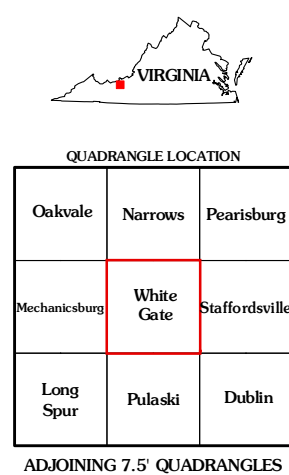 VIRGINIA
QUADRANGLE LOCATION
Oakvale Narrows Pearisburg
Mechanicsburg White Gate Staffordsville
Long Spur Pulaski Dublin
ADJOINING 7.5' QUADRANGLES